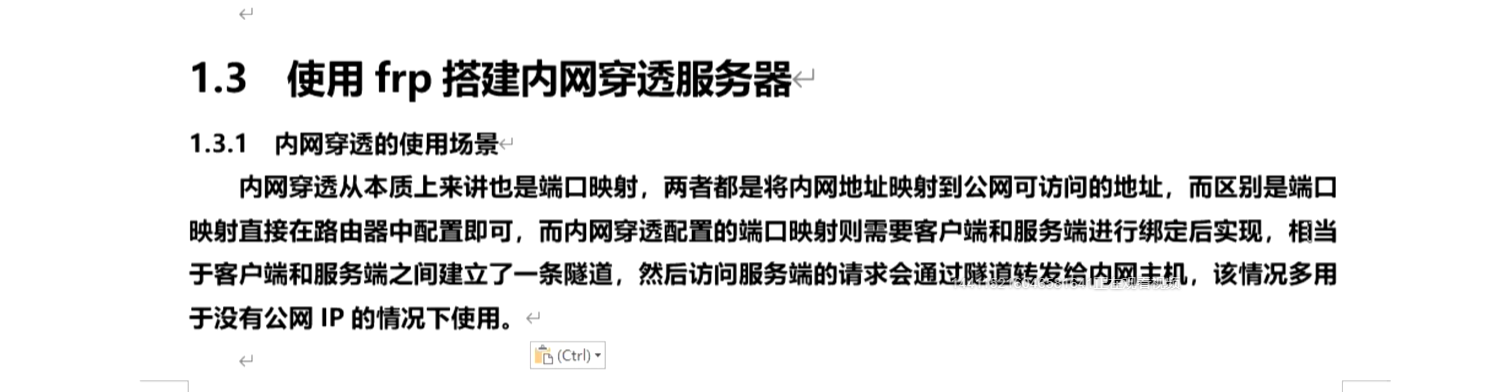 1.3 使用 frp 搭建内网穿透服务器
1.3.1 内网穿透的使用场景
内网穿透从本质上来讲也是端口映射，两者都是将内网地址映射到公网可访问的地址，而区别是端口
映射直接在路由器中配置即可，而内网穿透配置的端口映射则需要客户端和服务端进行绑定后实现，相当
于客户端和服务端之间建立了一条隧道，然后访问服务端的请求会通过隧道转发给内网主机，该情况多用
于没有公网 IP 的情况下使用。
(Ctrl)